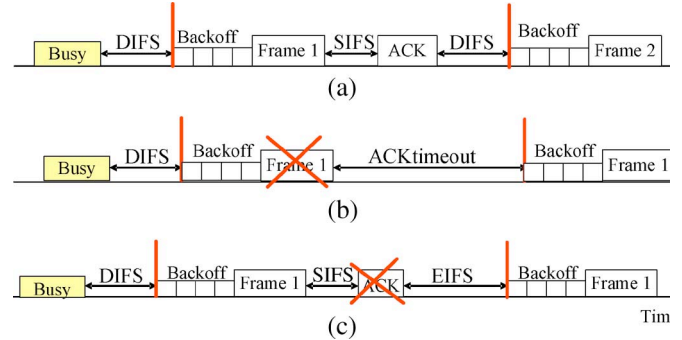 Busy DIFS Backoff Frame 1 SIFS ACK DIFS Backoff Frame 2
(a)
Busy DIFS Backoff Frame 1 ACKtimeout Backoff Frame 1
(b)
Busy DIFS Backoff Frame 1 SIFS ACK EIFS Backoff Frame 1
Tim
(c)